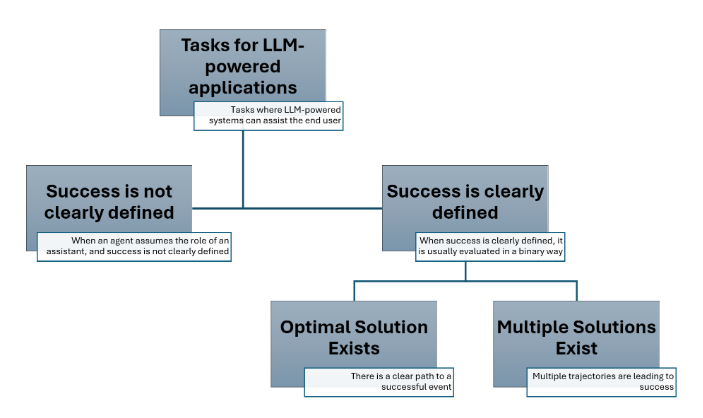 Tasks for LLM-
powered
applications
Tasks where LLM-powered
systems can assist the end user
Success is not
clearly defined
When an agent assumes the role of an
assistant, and success is not clearly defined
Success is clearly
defined
When success is clearly defined, it
is usually evaluated in a binary way
Optimal Solution
Exists
There is a clear path to a
successful event
Multiple Solutions
Exist
Multiple trajectories are leading to
success